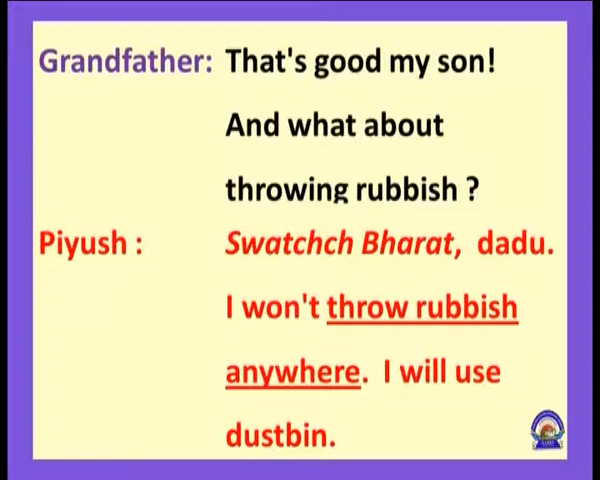 Grandfather: That's good my son!
And what about
throwing rubbish ?
Piyush : Swatchch Bharat, dadu.
I won't throw rubbish
anywhere. I will use
dustbin.